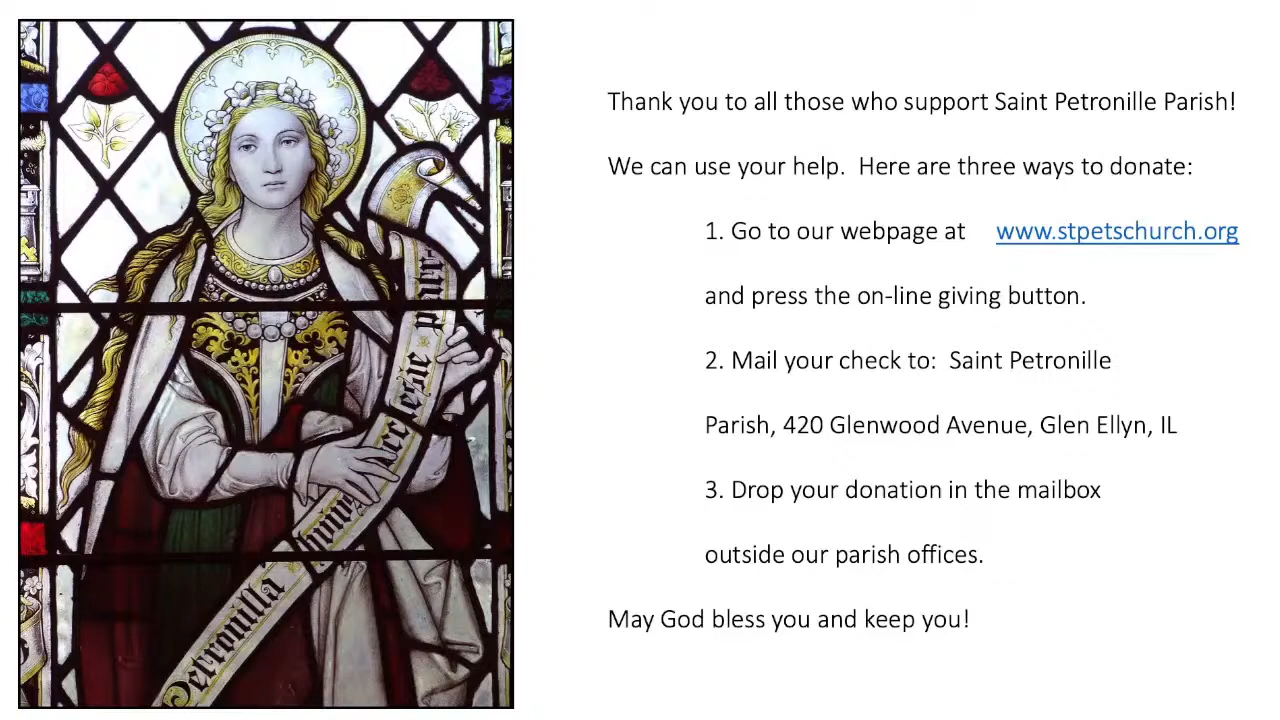 Thank you to all those who support Saint Petronille Parish!
We can use your help.  Here are three ways to donate:
1. Go to our webpage at www.stpetschurch.org
and press the on-line giving button.
2. Mail your check to:  Saint Petronille
Parish, 420 Glenwood Avenue, Glen Ellyn, IL
3. Drop your donation in the mailbox
outside our parish offices.
May God bless you and keep you!
Petronilla